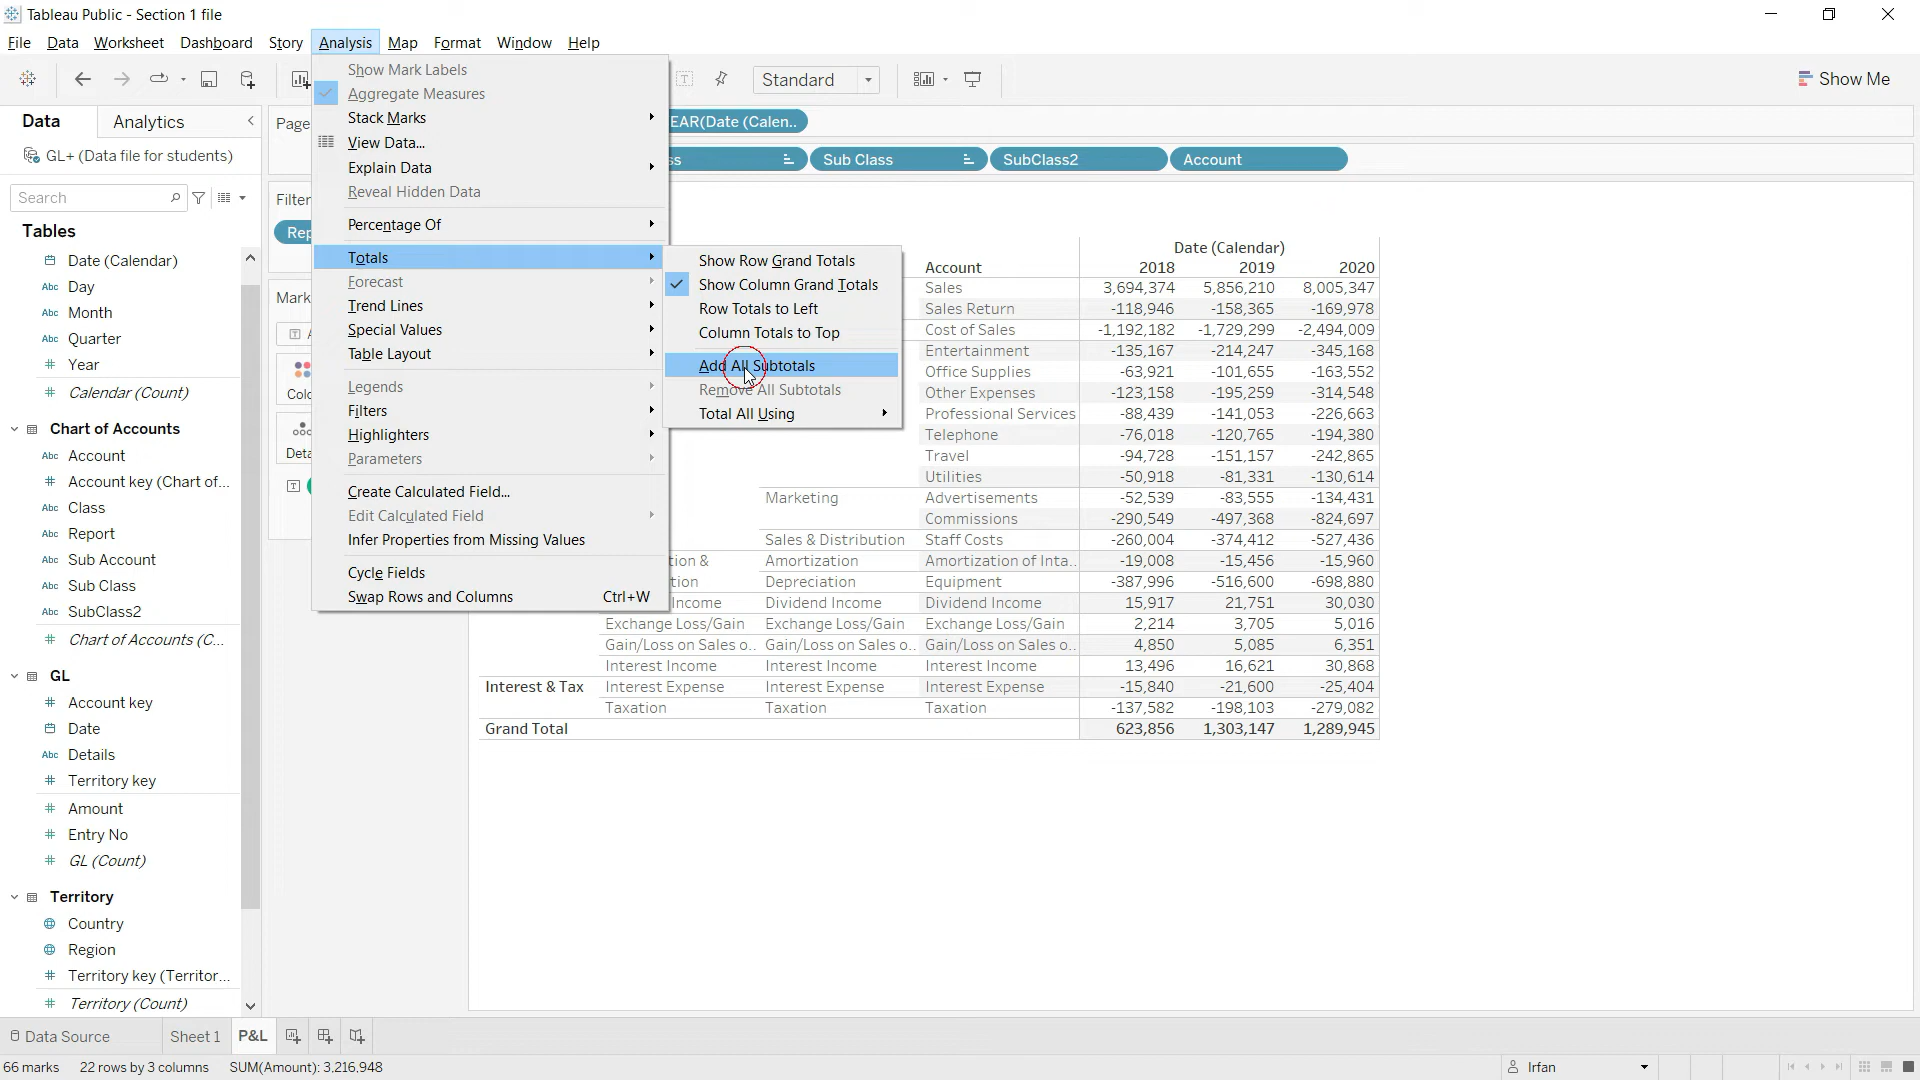 Tableau Public - Section 1 file
File Data Worksheet Dashboard Story Analysis Map Format Window Help
Standard
Show Me
Data
Analytics
GL+ (Data file for students)
Search
Tables
Date (Calendar)
Day
Month
Quarter
Year
Calendar (Count)
Chart of Accounts
Account
Account key (Chart of...
Class
Report
Sub Account
Sub Class
SubClass2
Chart of Accounts (C...
GL
Account key
Date
Details
Territory key
Amount
Entry No
GL (Count)
Territory
Country
Region
Territory key (Territor...
Territory (Count)
Page
Filter
Rep
Mark
Colo
Deta
Show Mark Labels
Aggregate Measures
Stack Marks
View Data...
Explain Data
Reveal Hidden Data
Percentage Of
Totals
Forecast
Trend Lines
Special Values
Table Layout
Legends
Filters
Highlighters
Parameters
Create Calculated Field...
Edit Calculated Field
Infer Properties from Missing Values
Cycle Fields
Swap Rows and Columns Ctrl+W
Show Row Grand Totals
Show Column Grand Totals
Row Totals to Left
Column Totals to Top
Add All Subtotals
Remove All Subtotals
Total All Using
EAR(Date (Calen..
ss Sub Class SubClass2 Account
Date (Calendar)
Account 2018 2019 2020
Sales 3,694,374 5,856,210 8,005,347
Sales Return -118,946 -158,365 -169,978
Cost of Sales -1,192,182 -1,729,299 -2,494,009
Entertainment -135,167 -214,247 -345,168
Office Supplies -63,921 -101,655 -163,552
Other Expenses -123,158 -195,259 -314,548
Professional Services -88,439 -141,053 -226,663
Telephone -76,018 -120,765 -194,380
Travel -94,728 -151,157 -242,865
Utilities -50,918 -81,331 -130,614
Marketing Advertisements -52,539 -83,555 -134,431
Commissions -290,549 -497,368 -824,697
Sales & Distribution Staff Costs -260,004 -374,412 -527,436
tion & Amortization Amortization of Inta.. -19,008 -15,456 -15,960
tion Depreciation Equipment -387,996 -516,600 -698,880
Income Dividend Income Dividend Income 15,917 21,751 30,030
Exchange Loss/Gain Exchange Loss/Gain Exchange Loss/Gain 2,214 3,705 5,016
Gain/Loss on Sales o.. Gain/Loss on Sales o.. Gain/Loss on Sales o.. 4,850 5,085 6,351
Interest Income Interest Income Interest Income 13,496 16,621 30,868
Interest & Tax Interest Expense Interest Expense Interest Expense -15,840 -21,600 -25,404
Taxation Taxation Taxation -137,582 -198,103 -279,082
Grand Total 623,856 1,303,147 1,289,945
Data Source Sheet 1 P&L
66 marks 22 rows by 3 columns SUM(Amount): 3,216,948
Irfan